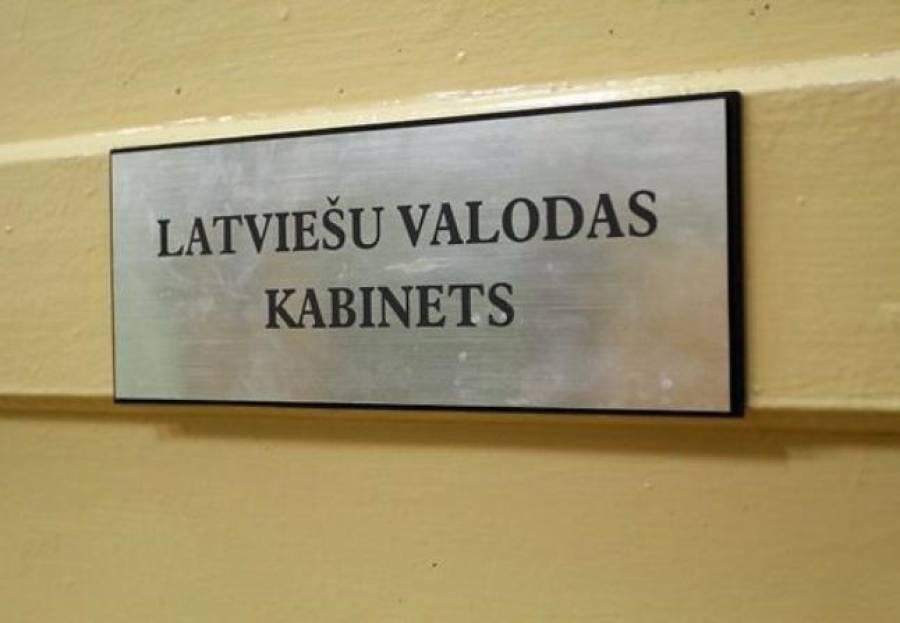 LATVIEŠU VALODAS
KABINETS